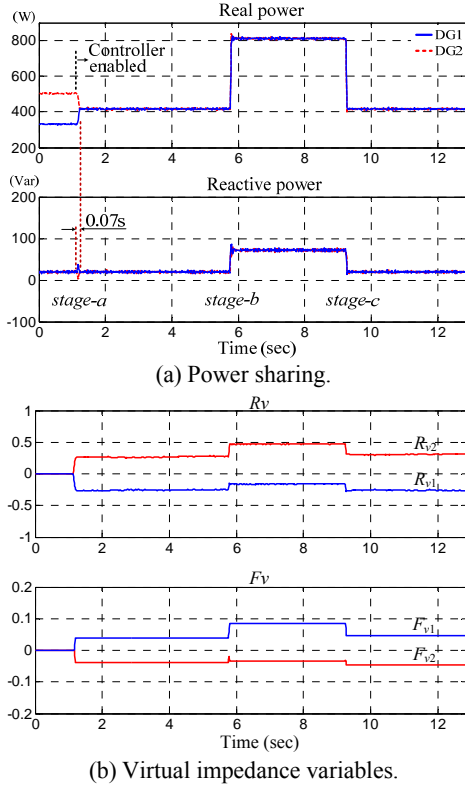 (W)
Real power
800
600
400
200
Controller
enabled
DG1
DG2
0 2 4 6 8 10 12
(Var)
Reactive power
200
100
0
-100
0.07s
stage-a stage-b stage-c
0 2 4 6 8 10 12
Time (sec)
(a) Power sharing.
Rv
1
0.5
0
-0.5
-1
Rv2
Rv1
0 2 4 6 8 10 12
Fv
0.2
0.1
0
-0.1
-0.2
Fv1
Fv2
0 2 4 6 8 10 12
Time (sec)
(b) Virtual impedance variables.